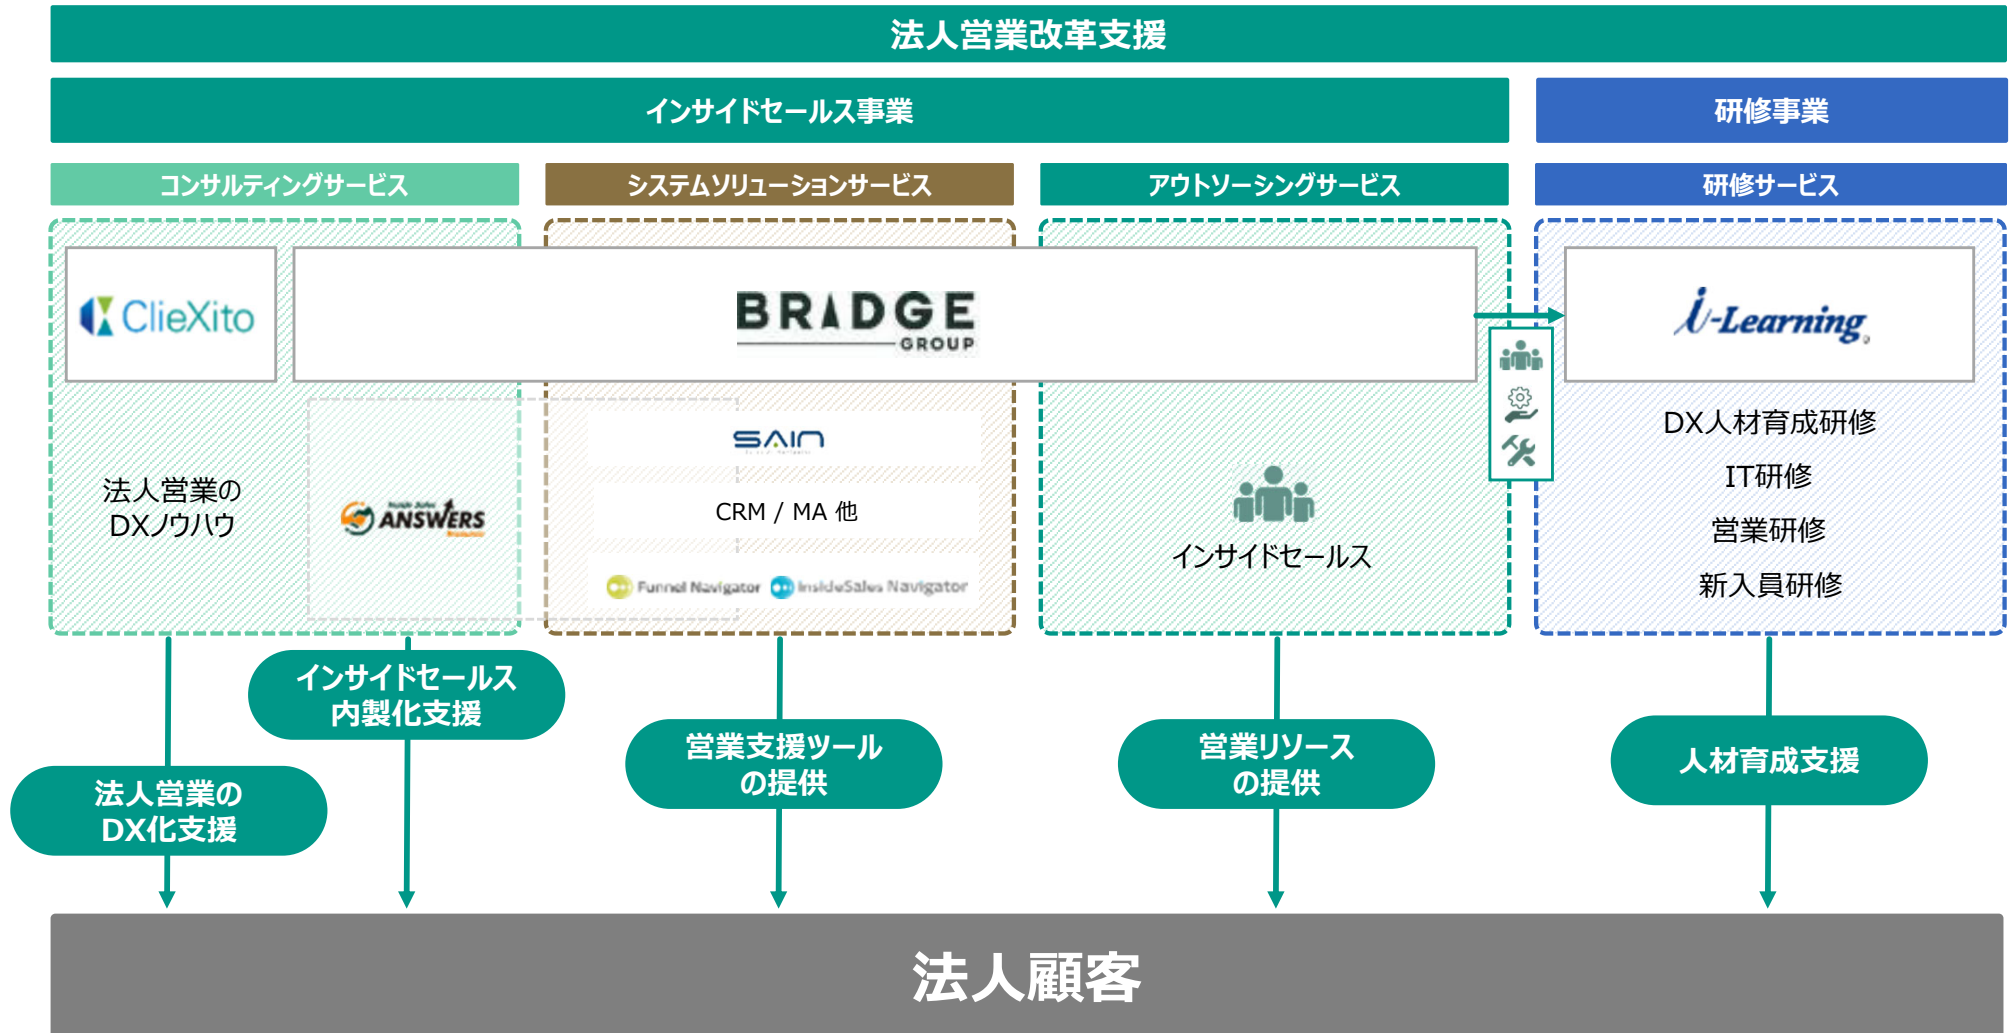 法人営業改革支援
インサイドセールス事業
研修事業
コンサルティングサービス
システムソリューションサービス
アウトソーシングサービス
研修サービス
ClieXito
BRIDGE
GROUP
i-Learning
法人営業の
DXノウハウ
Inside Sales
ANSWERS
SAIN
CRM / MA 他
Funnel Navigator
InsideSales Navigator
インサイドセールス
DX人材育成研修
IT研修
営業研修
新入員研修
インサイドセールス
内製化支援
法人営業の
DX化支援
営業支援ツール
の提供
営業リソース
の提供
人材育成支援
法人顧客